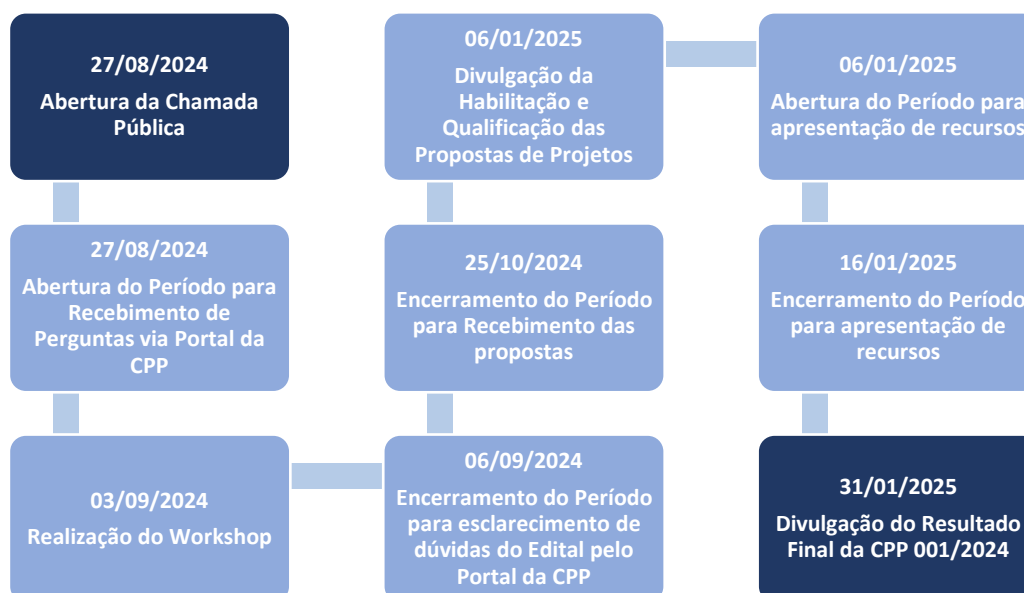 27/08/2024
Abertura da Chamada
Pública
27/08/2024
Abertura do Período para
Recebimento de
Perguntas via Portal da
CPP
03/09/2024
Realização do Workshop
06/09/2024
Encerramento do Período
para esclarecimento de
dúvidas do Edital pelo
Portal da CPP
25/10/2024
Encerramento do Período
para Recebimento das
propostas
06/01/2025
Divulgação da
Habilitação e
Qualificação das
Propostas de Projetos
06/01/2025
Abertura do Período para
apresentação de recursos
16/01/2025
Encerramento do Período
para apresentação de
recursos
31/01/2025
Divulgação do Resultado
Final da CPP 001/2024